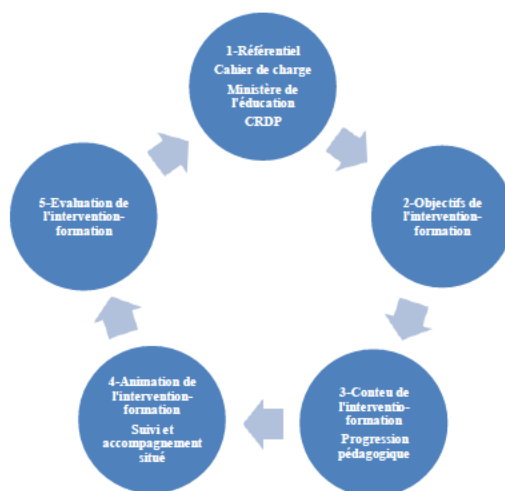 1-Référentiel
Cahier de charge
Ministère de
l'éducation
CRDP
2-Objectifs de
l'intervention-
formation
3-Conteu de
l'interventio-
formation
Progression
pédagogique
4-Animation de
l'intervention-
formation
Suivi et
accompagnement
situé
5-Evaluation de
l'intervention-
formation